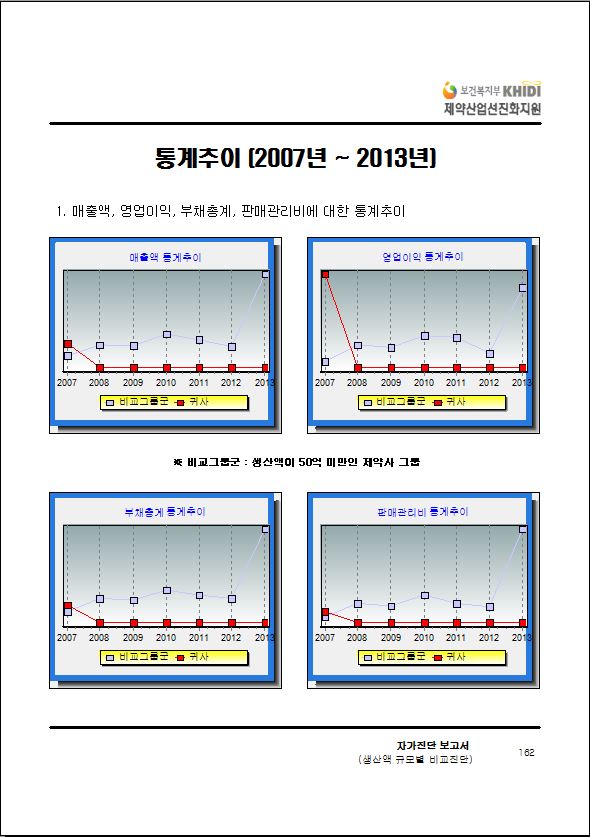 보건복지부 KHIDI
제약산업선진화지원
통계추이 (2007년 ~ 2013년)
1. 매출액, 영업이익, 부채총계, 판매관리비에 대한 통계추이
매출액 통계추이
2007 2008 2009 2010 2011 2012 2013
비교그룹군 귀사
영업이익 통계추이
2007 2008 2009 2010 2011 2012 2013
비교그룹군 귀사
※ 비교그룹군 : 생산액이 50억 미만인 제약사 그룹
부채총계 통계추이
2007 2008 2009 2010 2011 2012 2013
비교그룹군 귀사
판매관리비 통계추이
2007 2008 2009 2010 2011 2012 2013
비교그룹군 귀사
자가진단 보고서
(생산액 규모별 비교진단)
162